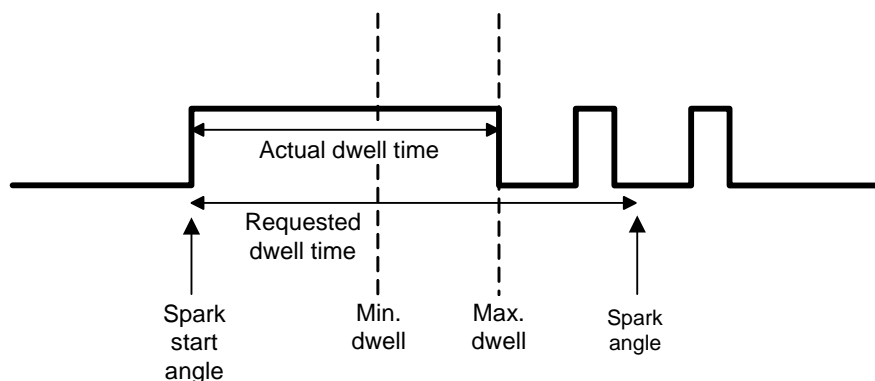 Actual dwell time
Requested
dwell time
Spark
start
angle
Min.
dwell
Max.
dwell
Spark
angle